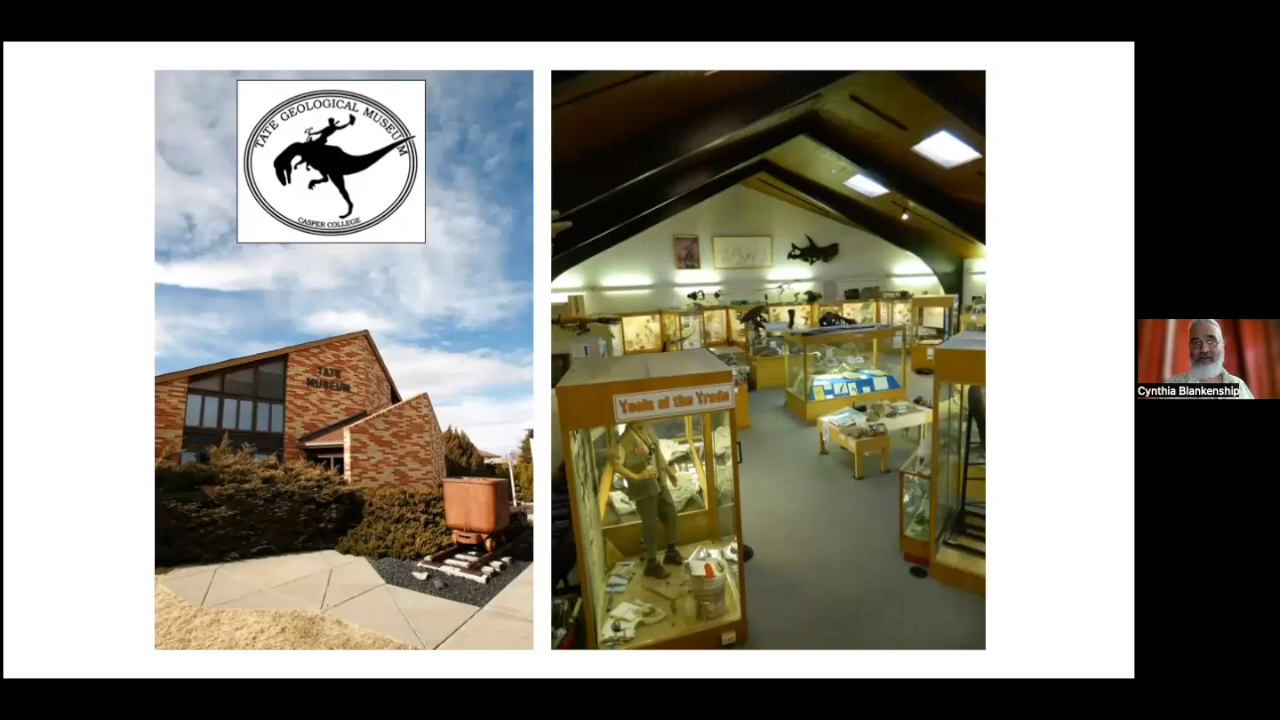 TATE GEOLOGICAL MUSEUM
CASPER COLLEGE
TATE
MUSEUM
Tools of the Trade
Cynthia Blankenship